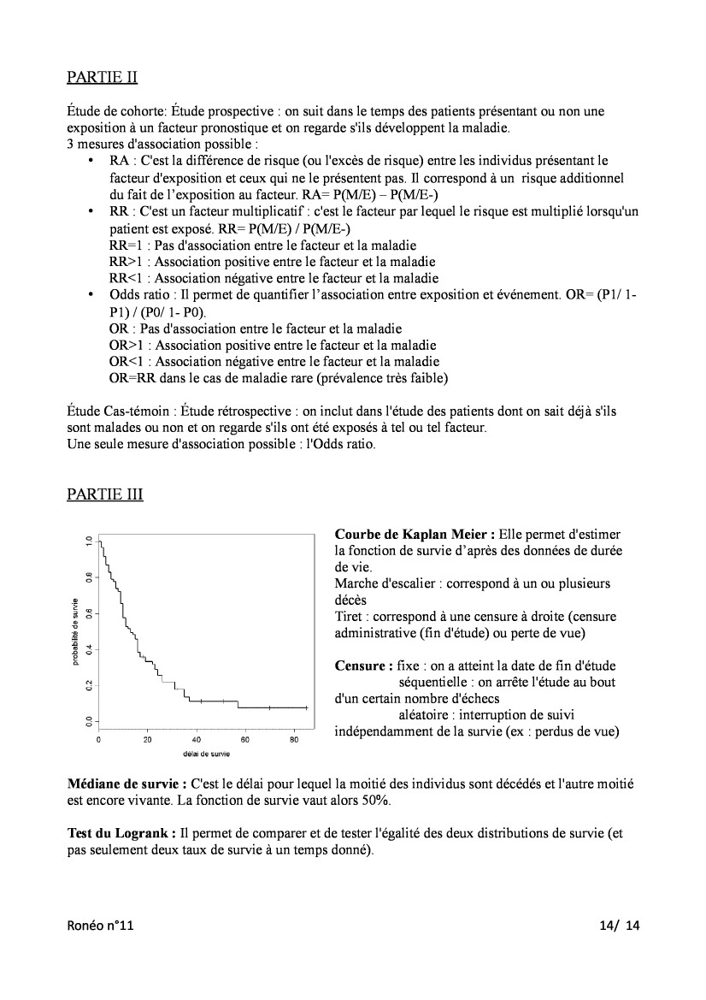 PARTIE II
Étude de cohorte: Étude prospective : on suit dans le temps des patients présentant ou non une
exposition à un facteur pronostique et on regarde s'ils développent la maladie.
3 mesures d'association possible :
• RA : C'est la différence de risque (ou l'excès de risque) entre les individus présentant le
facteur d'exposition et ceux qui ne le présentent pas. Il correspond à un risque additionnel
du fait de l’exposition au facteur. RA= P(M/E) – P(M/E-)
• RR : C'est un facteur multiplicatif : c'est le facteur par lequel le risque est multiplié lorsqu'un
patient est exposé. RR= P(M/E) / P(M/E-)
RR=1 : Pas d'association entre le facteur et la maladie
RR>1 : Association positive entre le facteur et la maladie
RR<1 : Association négative entre le facteur et la maladie
• Odds ratio : Il permet de quantifier l’association entre exposition et événement. OR= (P1/ 1-
P1) / (P0/ 1- P0).
OR : Pas d'association entre le facteur et la maladie
OR>1 : Association positive entre le facteur et la maladie
OR<1 : Association négative entre le facteur et la maladie
OR=RR dans le cas de maladie rare (prévalence très faible)
Étude Cas-témoin : Étude rétrospective : on inclut dans l'étude des patients dont on sait déjà s'ils
sont malades ou non et on regarde s'ils ont été exposés à tel ou tel facteur.
Une seule mesure d'association possible : l'Odds ratio.
PARTIE III
probabilité de survie
1.0
0.8
0.6
0.4
0.2
0.0
0 20 40 60 80
délai de survie
Courbe de Kaplan Meier : Elle permet d'estimer
la fonction de survie d’après des données de durée
de vie.
Marche d'escalier : correspond à un ou plusieurs
décès
Tiret : correspond à une censure à droite (censure
administrative (fin d'étude) ou perte de vue)
Censure : fixe : on a atteint la date de fin d'étude
séquentielle : on arrête l'étude au bout
d'un certain nombre d'échecs
aléatoire : interruption de suivi
indépendamment de la survie (ex : perdus de vue)
Médiane de survie : C'est le délai pour lequel la moitié des individus sont décédés et l'autre moitié
est encore vivante. La fonction de survie vaut alors 50%.
Test du Logrank : Il permet de comparer et de tester l'égalité des deux distributions de survie (et
pas seulement deux taux de survie à un temps donné).
Ronéo n°11 14/ 14